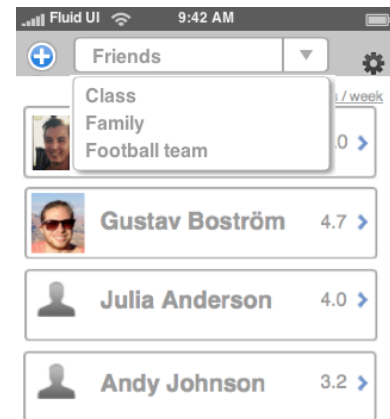 Fluid UI 9:42 AM
Friends
Class
/ week
Family
Football team
.0
Gustav Boström 4.7
Julia Anderson 4.0
Andy Johnson 3.2